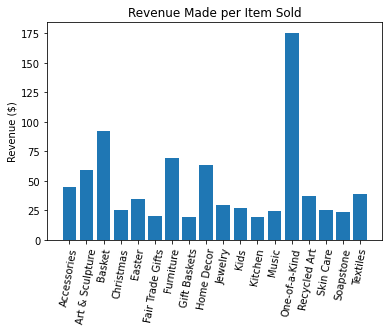 Revenue Made per Item Sold
Revenue ($)
175
150
125
100
75
50
25
0
Accessories
Art & Sculpture
Basket
Christmas
Easter
Fair Trade Gifts
Furniture
Gift Baskets
Home Decor
Jewelry
Kids
Kitchen
Music
One-of-a-Kind
Recycled Art
Skin Care
Soapstone
Textiles